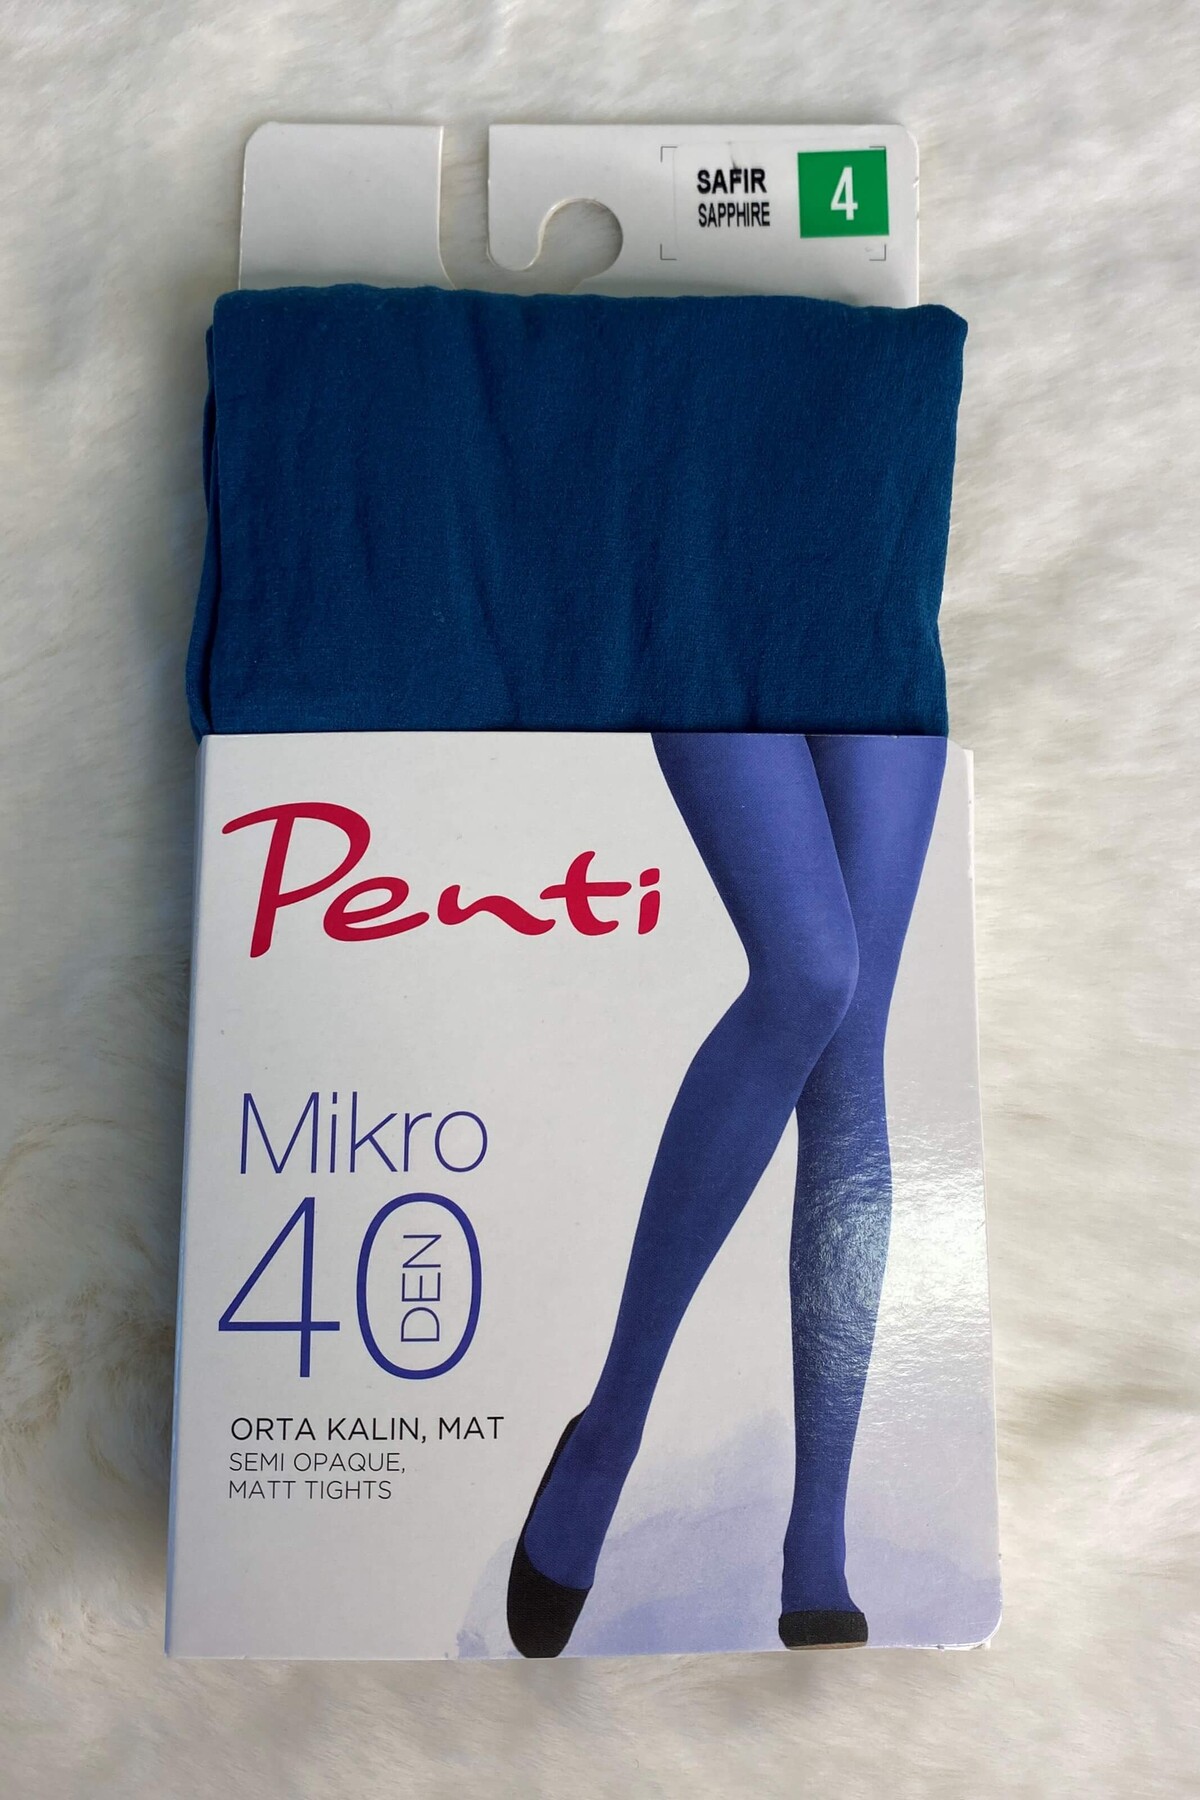 SAFIR
SAPPHIRE
4
Penti
Mikro
40
DEN
ORTA KALIN, MAT
SEMI OPAQUE,
MATT TIGHTS